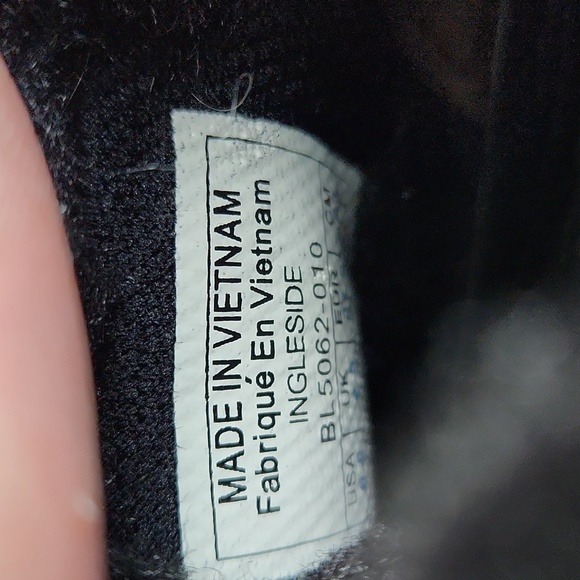 MADE IN VIETNAM
Fabriqué En Vietnam
INGLESIDE
BL5062-010
USA UK EUR CM